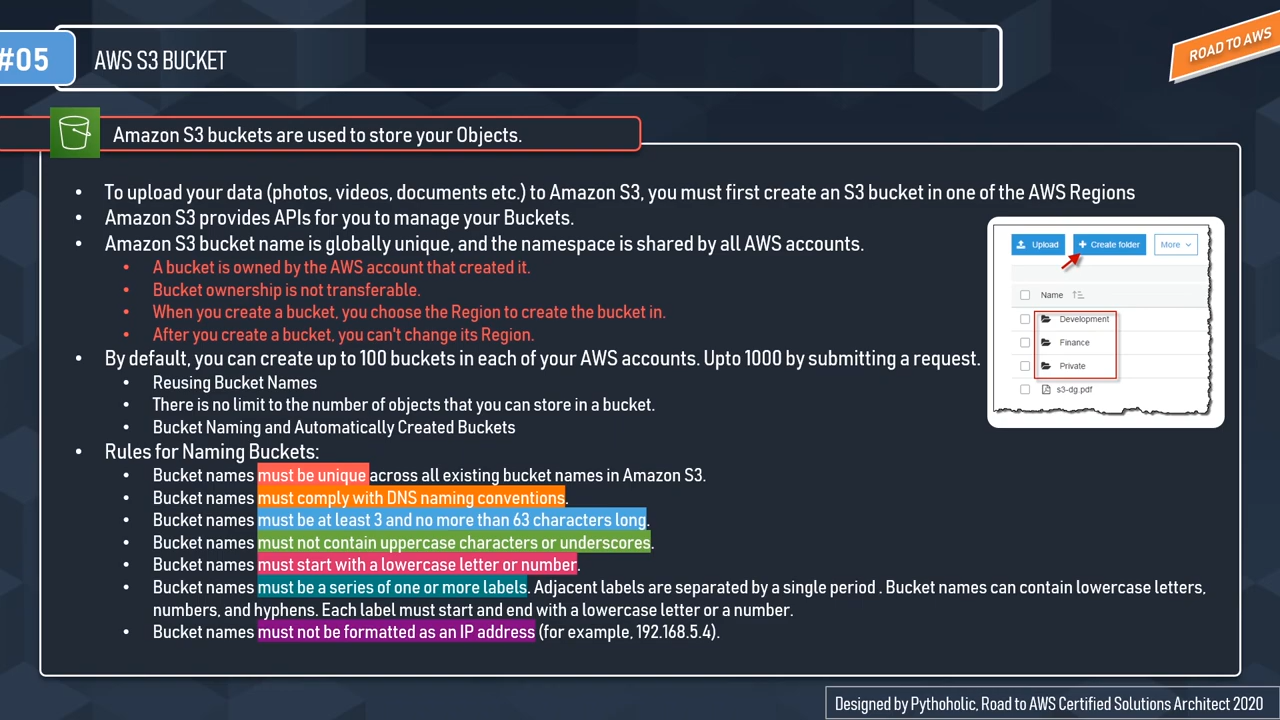 #05
AWS S3 BUCKET
ROAD TO AWS
Amazon S3 buckets are used to store your Objects.
• To upload your data (photos, videos, documents etc.) to Amazon S3, you must first create an S3 bucket in one of the AWS Regions
• Amazon S3 provides APIs for you to manage your Buckets.
• Amazon S3 bucket name is globally unique, and the namespace is shared by all AWS accounts.
• A bucket is owned by the AWS account that created it.
• Bucket ownership is not transferable.
• When you create a bucket, you choose the Region to create the bucket in.
• After you create a bucket, you can't change its Region.
• By default, you can create up to 100 buckets in each of your AWS accounts. Upto 1000 by submitting a request.
• Reusing Bucket Names
• There is no limit to the number of objects that you can store in a bucket.
• Bucket Naming and Automatically Created Buckets
• Rules for Naming Buckets:
• Bucket names must be unique across all existing bucket names in Amazon S3.
• Bucket names must comply with DNS naming conventions.
• Bucket names must be at least 3 and no more than 63 characters long.
• Bucket names must not contain uppercase characters or underscores.
• Bucket names must start with a lowercase letter or number.
• Bucket names must be a series of one or more labels. Adjacent labels are separated by a single period . Bucket names can contain lowercase letters,
numbers, and hyphens. Each label must start and end with a lowercase letter or a number.
• Bucket names must not be formatted as an IP address (for example, 192.168.5.4).
Upload + Create folder More
Name
Development
Finance
Private
s3-dg.pdf
Designed by Pythoholic, Road to AWS Certified Solutions Architect 2020